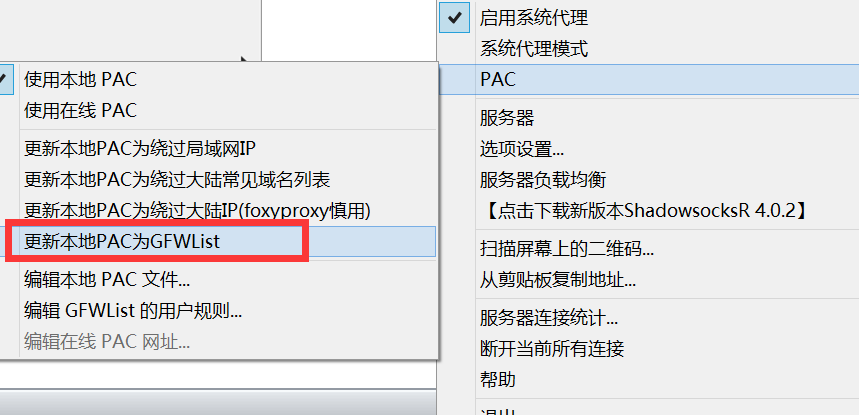 启用系统代理
系统代理模式
PAC
服务器
选项设置...
服务器负载均衡
【点击下载新版本ShadowsocksR 4.0.2】
扫描屏幕上的二维码...
从剪贴板复制地址...
服务器连接统计...
断开当前所有连接
帮助
使用本地 PAC
使用在线 PAC
更新本地PAC为绕过局域网IP
更新本地PAC为绕过大陆常见域名列表
更新本地PAC为绕过大陆IP(foxyproxy慎用)
更新本地PAC为GFWList
编辑本地 PAC 文件...
编辑 GFWList 的用户规则...
编辑在线 PAC 网址...